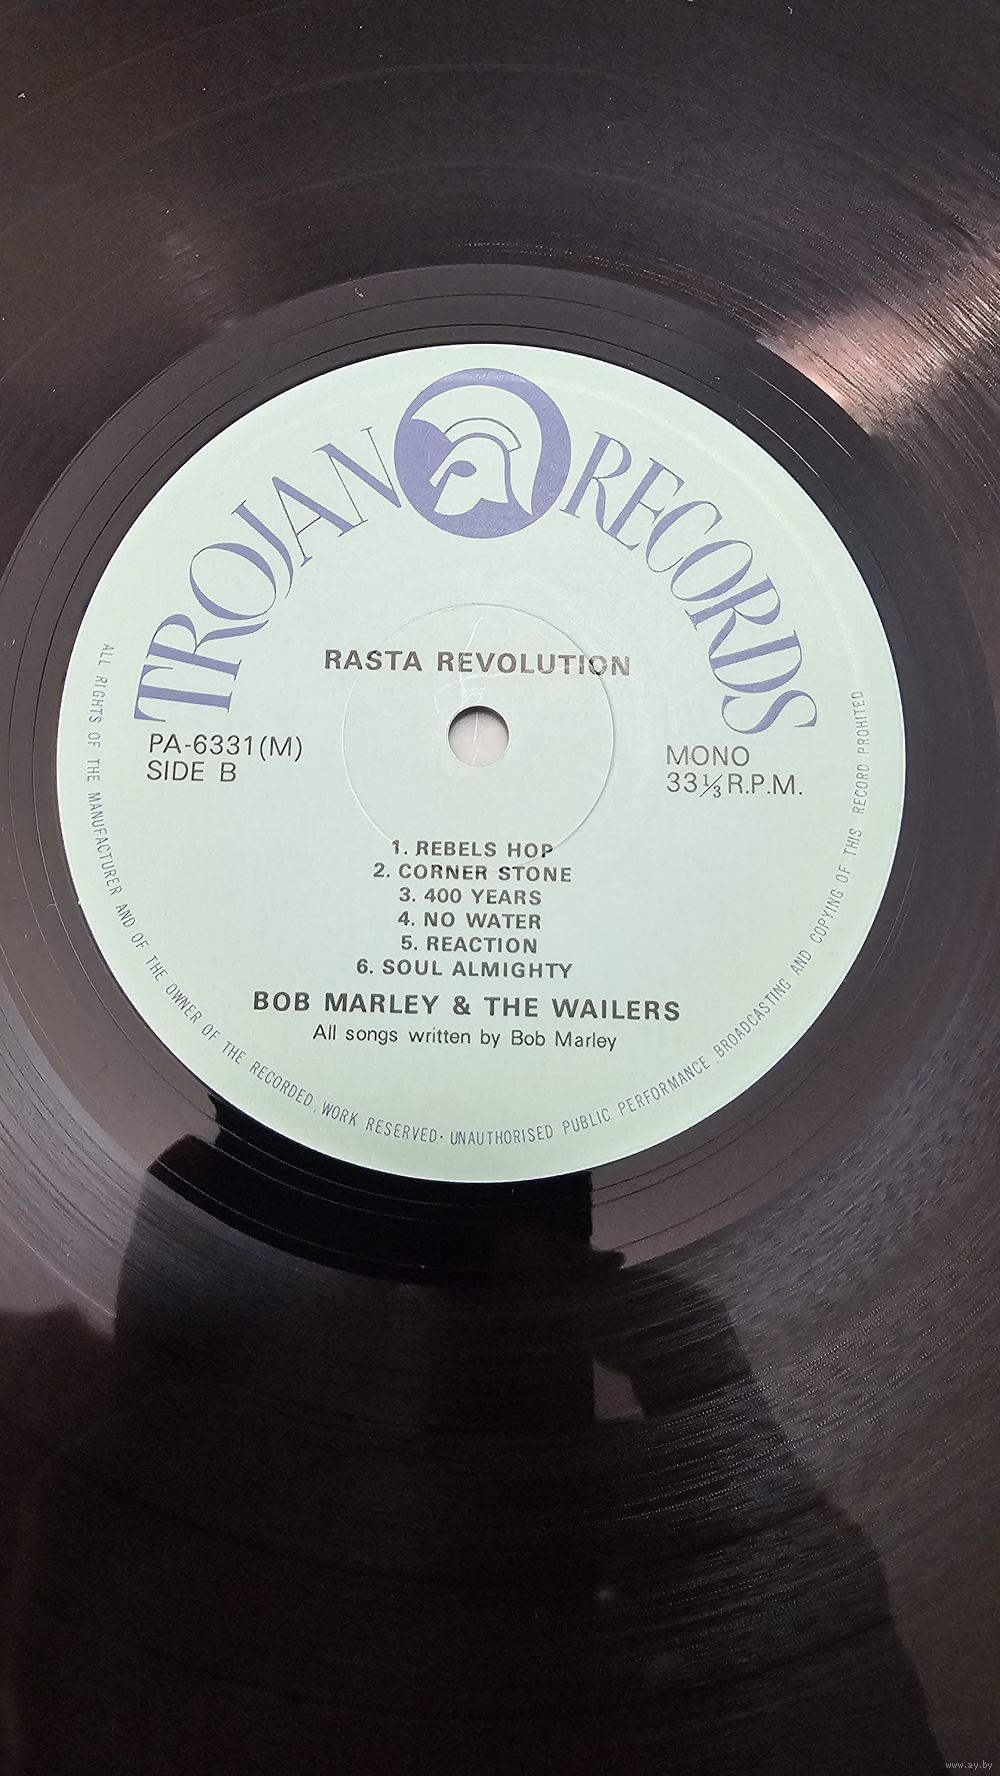 TROJAN RECORDS
RASTA REVOLUTION
PA-6331(M)
SIDE B
MONO
33⅓ R.P.M.
1. REBELS HOP
2. CORNER STONE
3. 400 YEARS
4. NO WATER
5. REACTION
6. SOUL ALMIGHTY
BOB MARLEY & THE WAILERS
All songs written by Bob Marley
ALL RIGHTS OF THE MANUFACTURER AND OF THE OWNER OF THE RECORDED WORK RESERVED · UNAUTHORISED PUBLIC PERFORMANCE BROADCASTING AND COPYING OF THIS RECORD PROHIBITED
www.ay.by